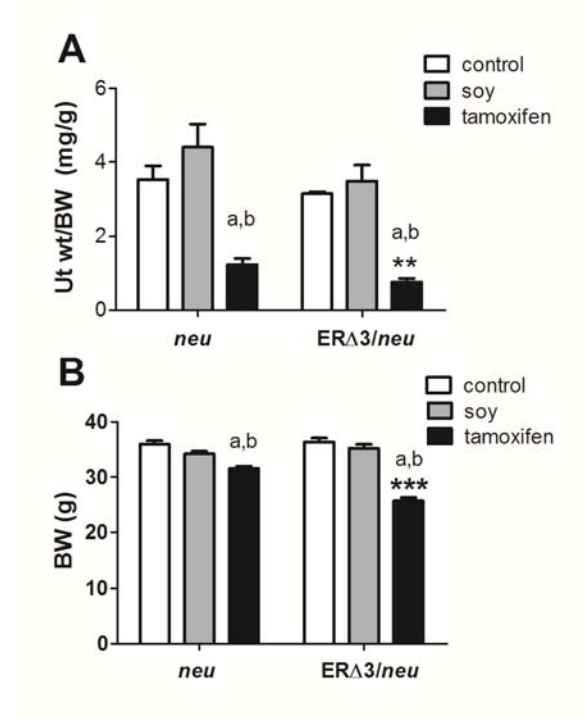 A
control
soy
tamoxifen
Ut wt/BW (mg/g)
6
4
2
0
a,b
a,b
**
neu
ERΔ3/neu
B
control
soy
tamoxifen
BW (g)
40
30
20
10
0
a,b
a,b
***
neu
ERΔ3/neu